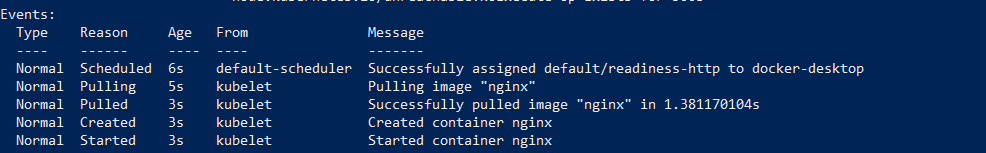 Events:
Type Reason Age From Message
---- ------ ---- ---- -------
Normal Scheduled 6s default-scheduler Successfully assigned default/readiness-http to docker-desktop
Normal Pulling 5s kubelet Pulling image "nginx"
Normal Pulled 3s kubelet Successfully pulled image "nginx" in 1.381170104s
Normal Created 3s kubelet Created container nginx
Normal Started 3s kubelet Started container nginx